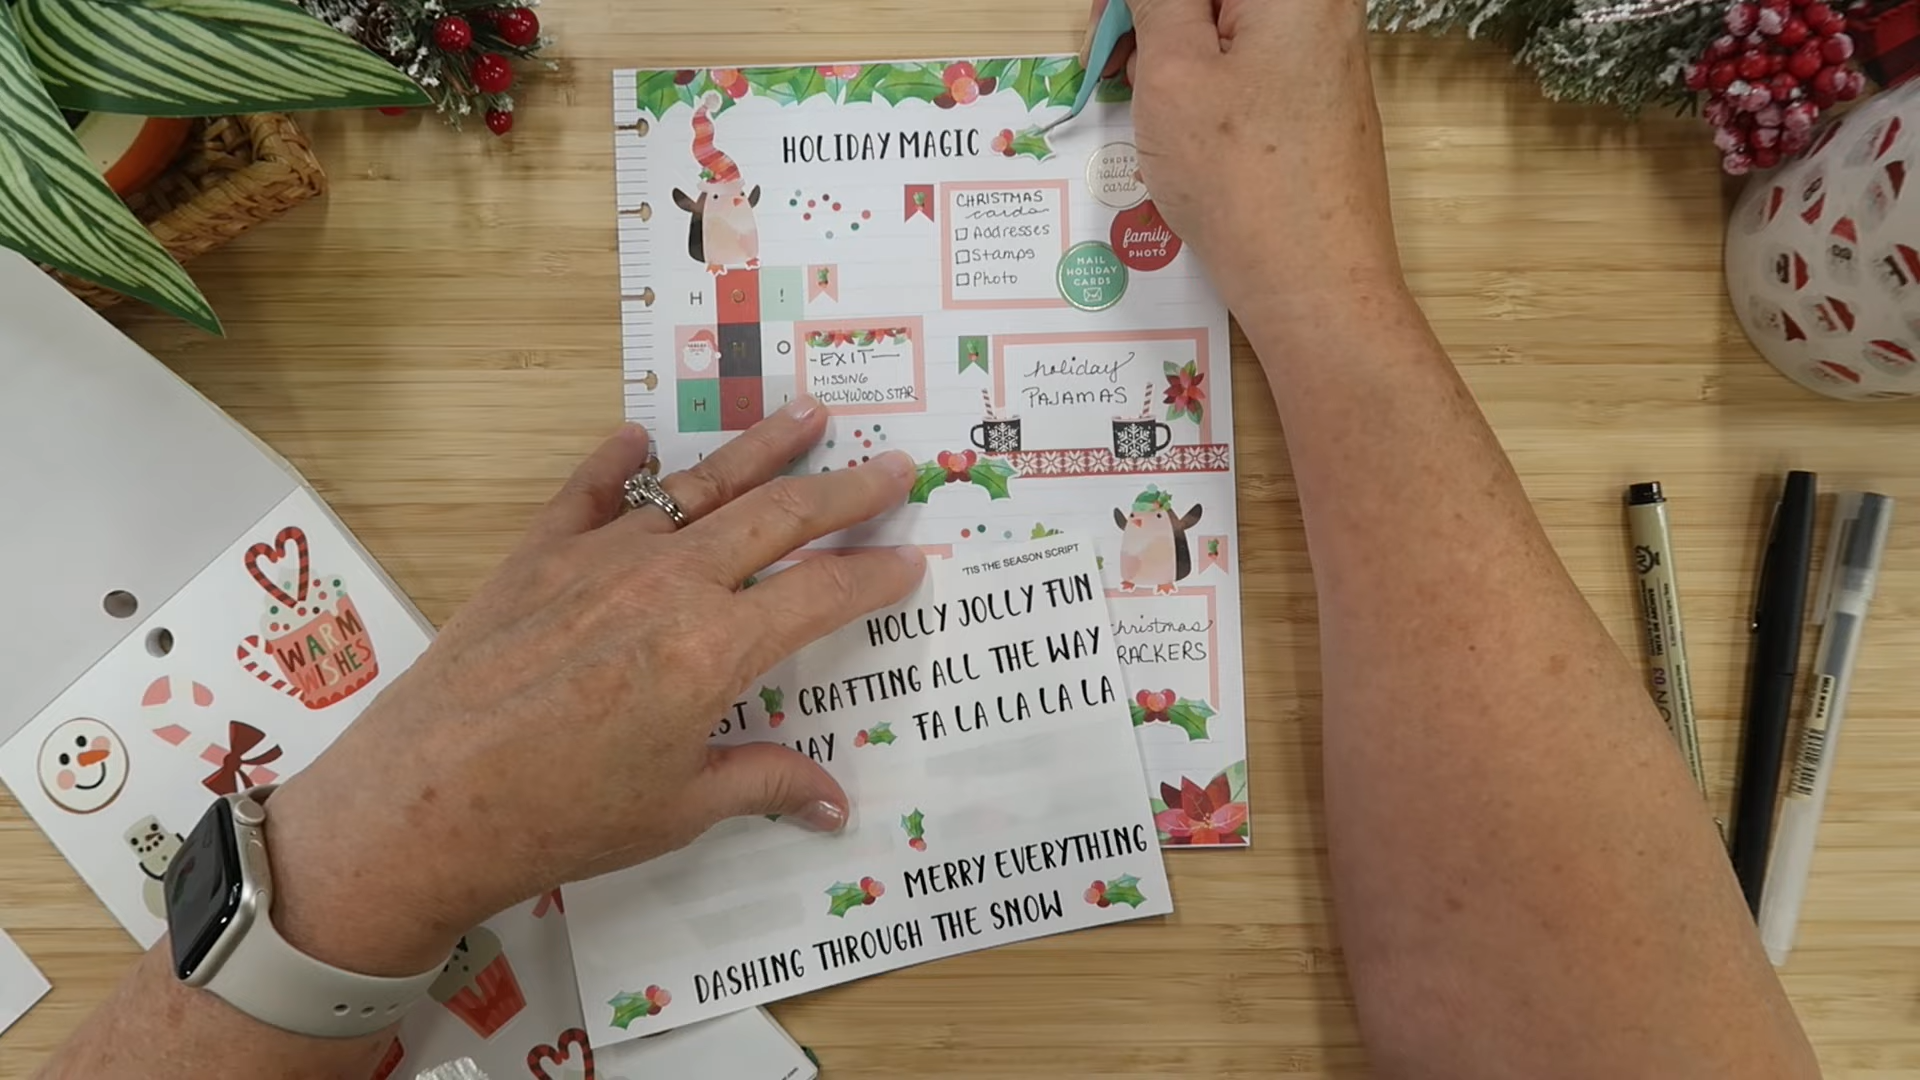 HOLIDAY MAGIC
ORDER
holiday
cards
CHRISTMAS
cards
Addresses
Stamps
Photo
family
PHOTO
MAIL
HOLIDAY
CARDS
H O !
H O
H O !
-EXIT-
MISSING
HOLLYWOOD STAR
holiday
PAJAMAS
'TIS THE SEASON SCRIPT
HOLLY JOLLY FUN
CRAFTING ALL THE WAY
FA LA LA LA LA
MERRY EVERYTHING
DASHING THROUGH THE SNOW
christmas
RACKERS
WARM
WISHES